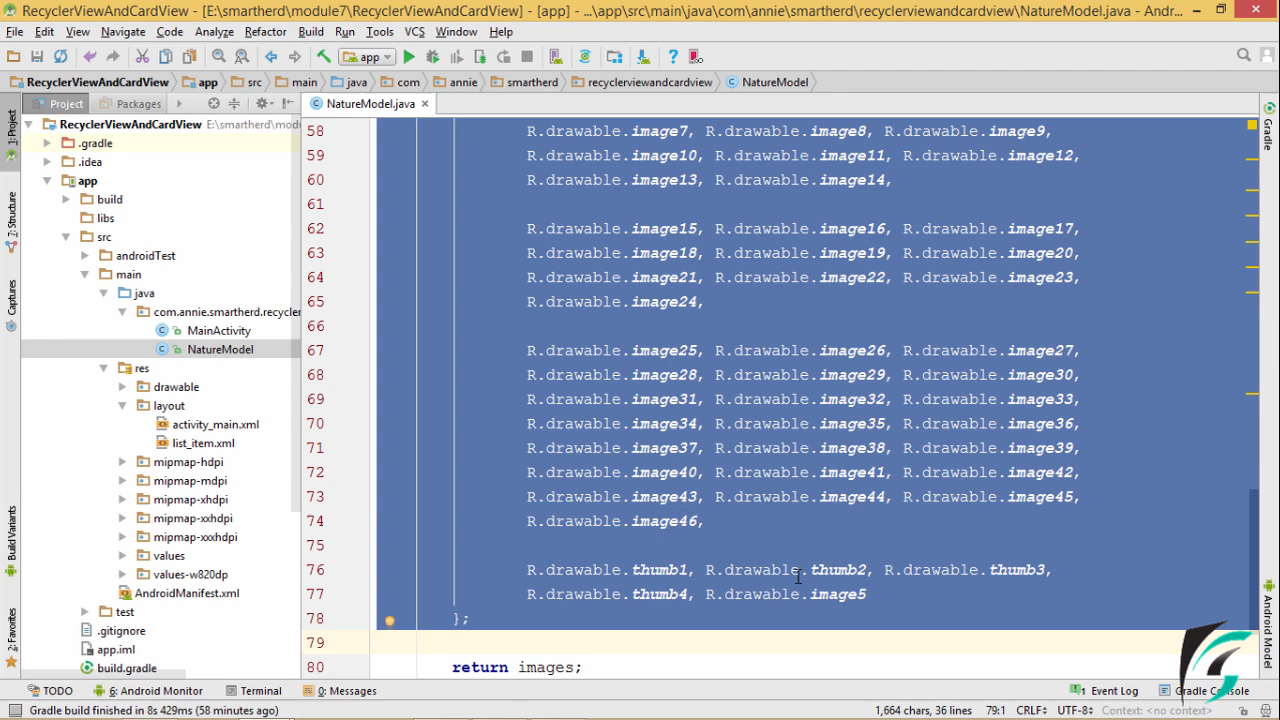 RecyclerViewAndCardView - [E:\smartherd\module7\RecyclerViewAndCardView] - [app] - ...\app\src\main\java\com\annie\smartherd\recyclerviewandcardview\NatureModel.java - Andr...
File Edit View Navigate Code Analyze Refactor Build Run Tools VCS Window Help
app
RecyclerViewAndCardView app src main java com annie smartherd recyclerviewandcardview NatureModel
Project Packages NatureModel.java
1: Project
7: Structure
Captures
Build Variants
2: Favorites
RecyclerViewAndCardView E:\smartherd
.gradle
.idea
app
build
libs
src
androidTest
main
java
com.annie.smartherd.recycler
MainActivity
NatureModel
res
drawable
layout
activity_main.xml
list_item.xml
mipmap-hdpi
mipmap-mdpi
mipmap-xhdpi
mipmap-xxhdpi
mipmap-xxxhdpi
values
values-w820dp
AndroidManifest.xml
test
.gitignore
app.iml
build.gradle
58 R.drawable.image7, R.drawable.image8, R.drawable.image9,
59 R.drawable.image10, R.drawable.image11, R.drawable.image12,
60 R.drawable.image13, R.drawable.image14,
61
62 R.drawable.image15, R.drawable.image16, R.drawable.image17,
63 R.drawable.image18, R.drawable.image19, R.drawable.image20,
64 R.drawable.image21, R.drawable.image22, R.drawable.image23,
65 R.drawable.image24,
66
67 R.drawable.image25, R.drawable.image26, R.drawable.image27,
68 R.drawable.image28, R.drawable.image29, R.drawable.image30,
69 R.drawable.image31, R.drawable.image32, R.drawable.image33,
70 R.drawable.image34, R.drawable.image35, R.drawable.image36,
71 R.drawable.image37, R.drawable.image38, R.drawable.image39,
72 R.drawable.image40, R.drawable.image41, R.drawable.image42,
73 R.drawable.image43, R.drawable.image44, R.drawable.image45,
74 R.drawable.image46,
75
76 R.drawable.thumb1, R.drawable.thumb2, R.drawable.thumb3,
77 R.drawable.thumb4, R.drawable.image5
78 };
79
80 return images;
Gradle
Android Model
TODO 6: Android Monitor Terminal 0: Messages 1 Event Log Gradle Console
Gradle build finished in 8s 429ms (58 minutes ago) 1,664 chars, 36 lines 79:1 CRLF÷ UTF-8÷ Context: <no context>